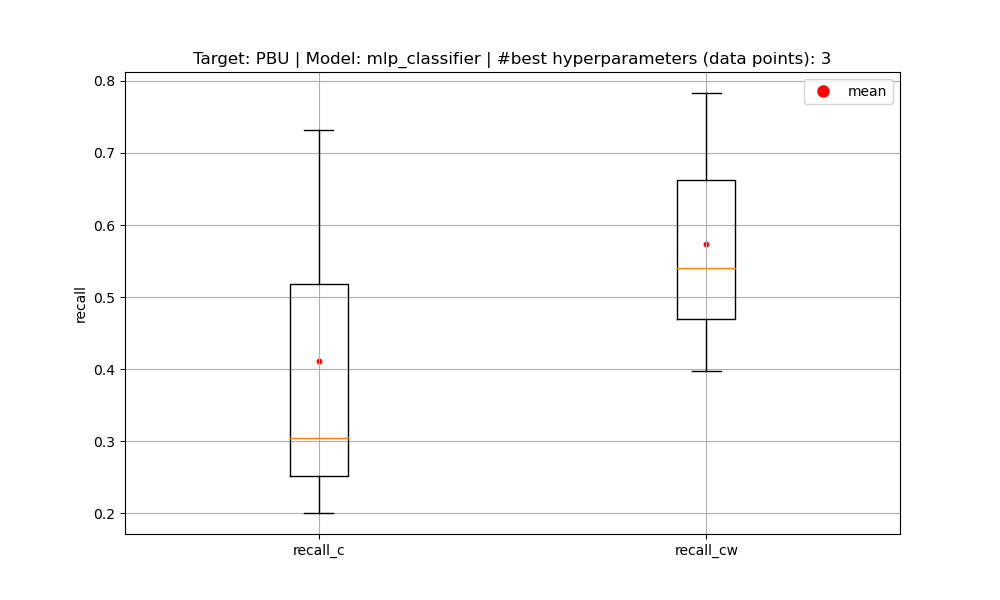 Target: PBU | Model: mlp_classifier | #best hyperparameters (data points): 3
mean
0.8
0.7
0.6
0.5
0.4
0.3
0.2
recall
recall_c
recall_cw